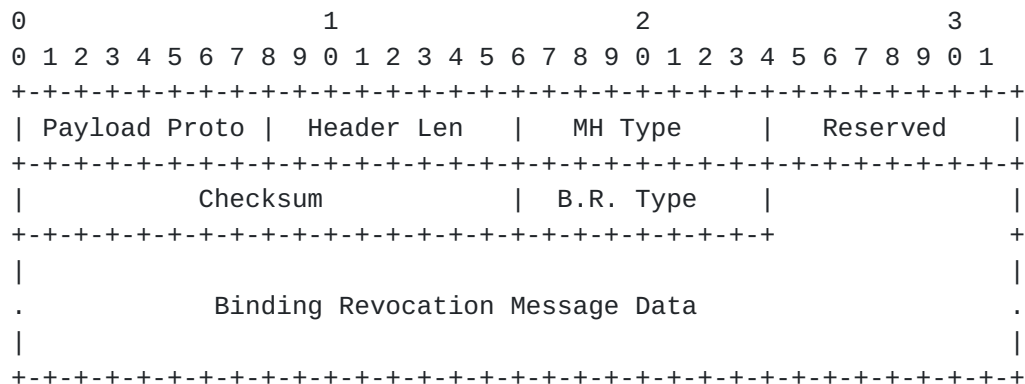 0                   1                   2                   3
0 1 2 3 4 5 6 7 8 9 0 1 2 3 4 5 6 7 8 9 0 1 2 3 4 5 6 7 8 9 0 1
+-+-+-+-+-+-+-+-+-+-+-+-+-+-+-+-+-+-+-+-+-+-+-+-+-+-+-+-+-+-+-+-+
| Payload Proto |  Header Len   |   MH Type     |   Reserved    |
+-+-+-+-+-+-+-+-+-+-+-+-+-+-+-+-+-+-+-+-+-+-+-+-+-+-+-+-+-+-+-+-+
|           Checksum            |  B.R. Type    |               |
+-+-+-+-+-+-+-+-+-+-+-+-+-+-+-+-+-+-+-+-+-+-+-+-+               +
|                                                               |
.            Binding Revocation Message Data                    .
|                                                               |
+-+-+-+-+-+-+-+-+-+-+-+-+-+-+-+-+-+-+-+-+-+-+-+-+-+-+-+-+-+-+-+-+